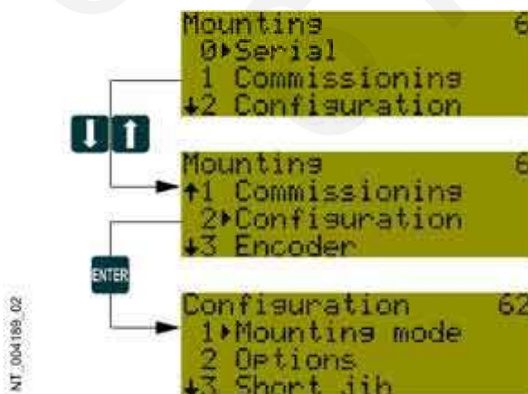 Mounting 6
0▸Serial
1 Commissioning
↓2 Configuration
Mounting 6
↑1 Commissioning
2▸Configuration
↓3 Encoder
ENTER
Configuration 62
1▸Mounting mode
2 Options
↓3 Short jib
NT_004189_02